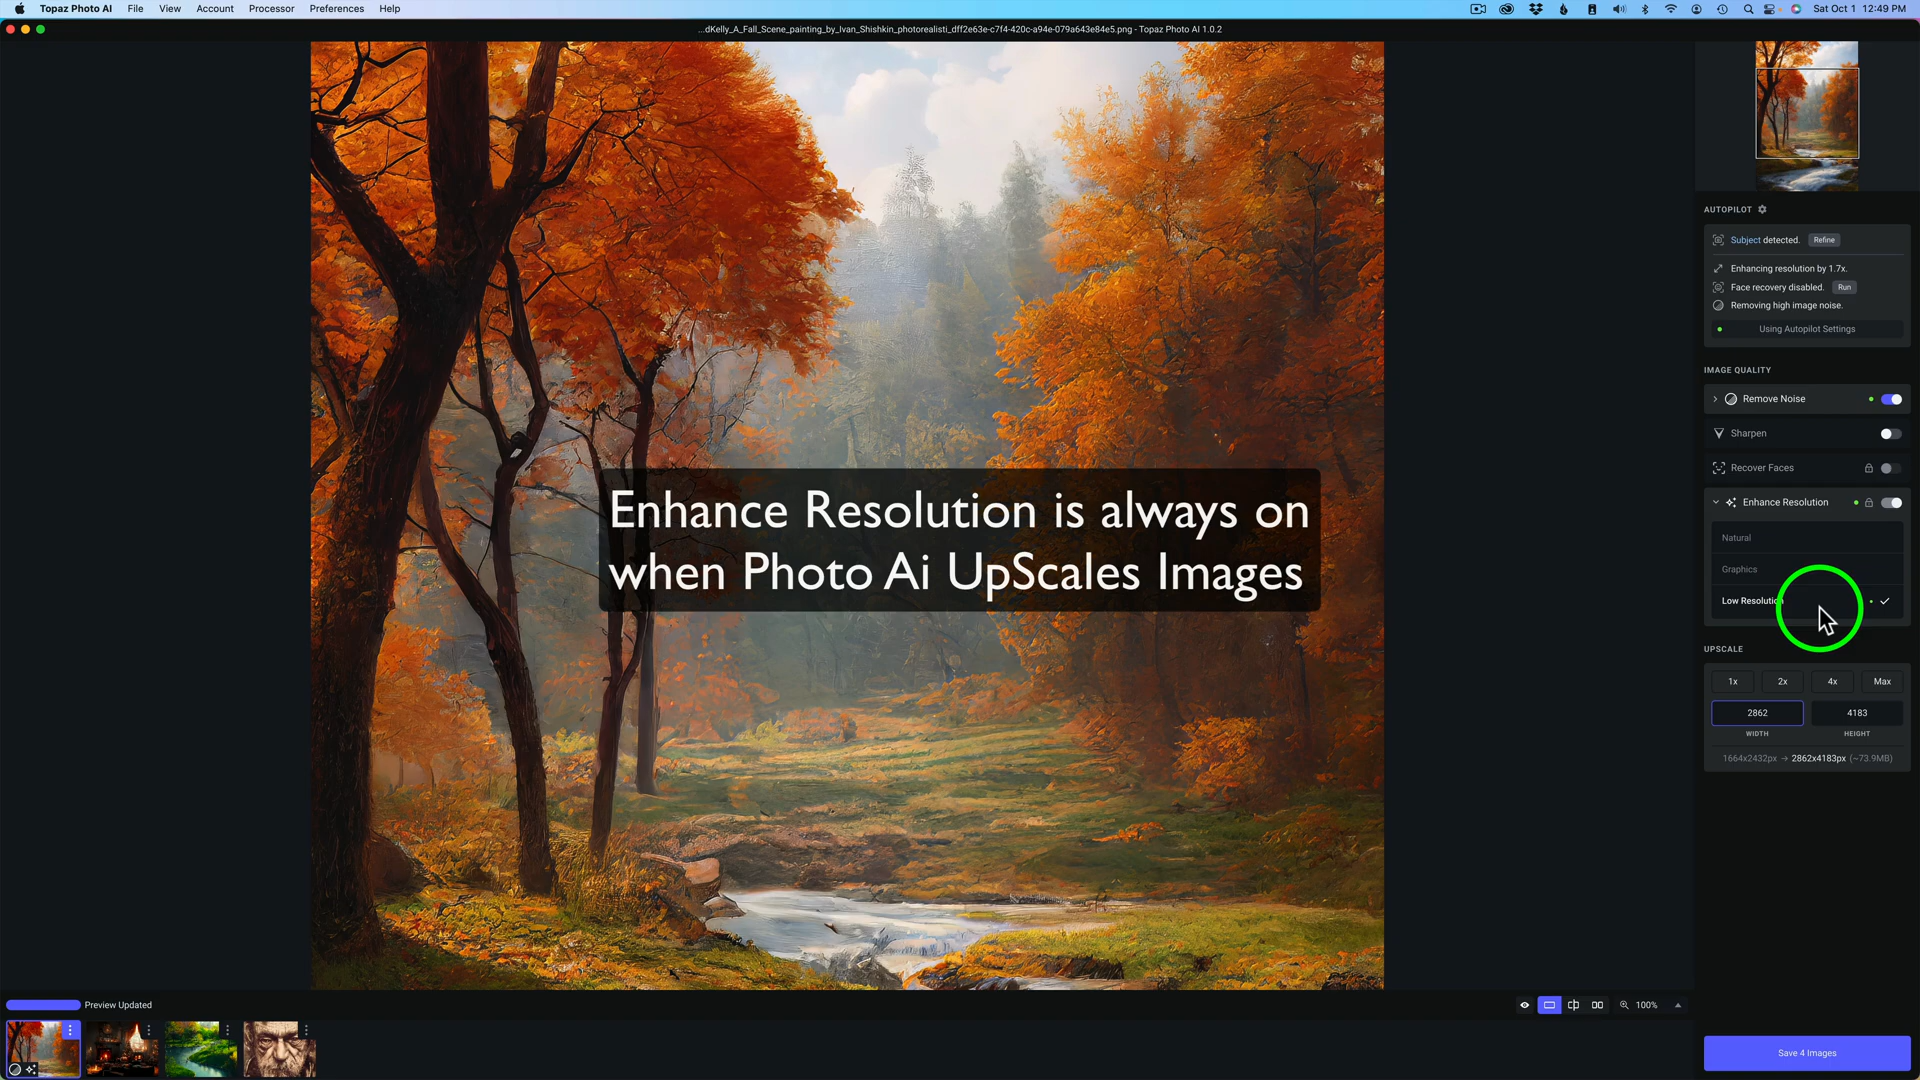 Topaz Photo AI File View Account Processor Preferences Help Sat Oct 1 12:49 PM
...dKelly_A_Fall_Scene_painting_by_Ivan_Shishkin_photorealisti_dff2e63e-c7f4-420c-a94e-079a643e84e5.png - Topaz Photo AI 1.0.2
AUTOPILOT
Subject detected. Refine
Enhancing resolution by 1.7x.
Face recovery disabled. Run
Removing high image noise.
Using Autopilot Settings
IMAGE QUALITY
Remove Noise
Sharpen
Recover Faces
Enhance Resolution
Natural
Graphics
Low Resolution
Enhance Resolution is always on
when Photo Ai UpScales Images
UPSCALE
1x 2x 4x Max
2862 4183
WIDTH HEIGHT
1664x2432px → 2862x4183px (~73.9MB)
Preview Updated
100%
Save 4 Images